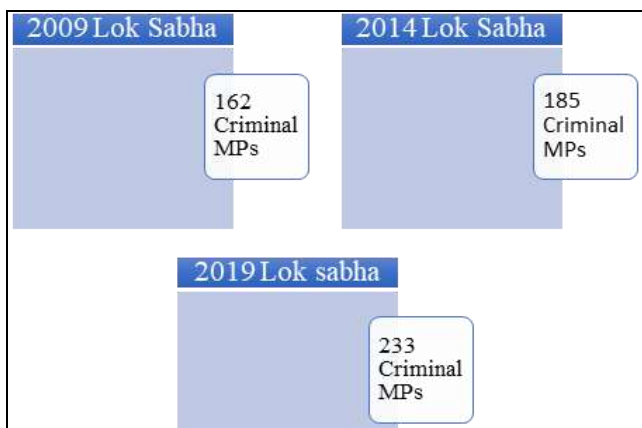 2009 Lok Sabha
162
Criminal
MPs
2014 Lok Sabha
185
Criminal
MPs
2019 Lok sabha
233
Criminal
MPs